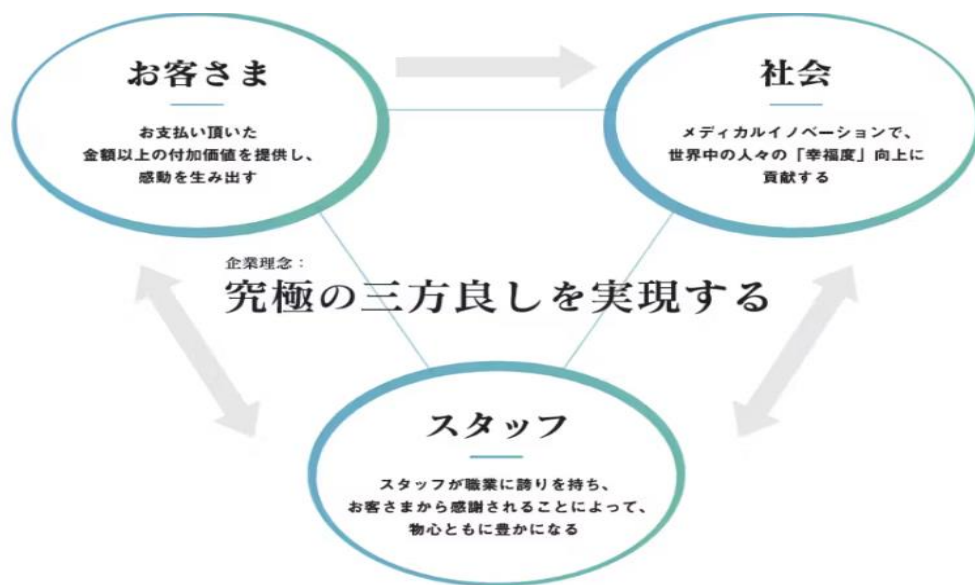 お客さま
お支払い頂いた
金額以上の付加価値を提供し、
感動を生み出す
社会
メディカルイノベーションで、
世界中の人々の「幸福度」向上に
貢献する
企業理念：
究極の三方良しを実現する
スタッフ
スタッフが職業に誇りを持ち、
お客さまから感謝されることによって、
物心ともに豊かになる